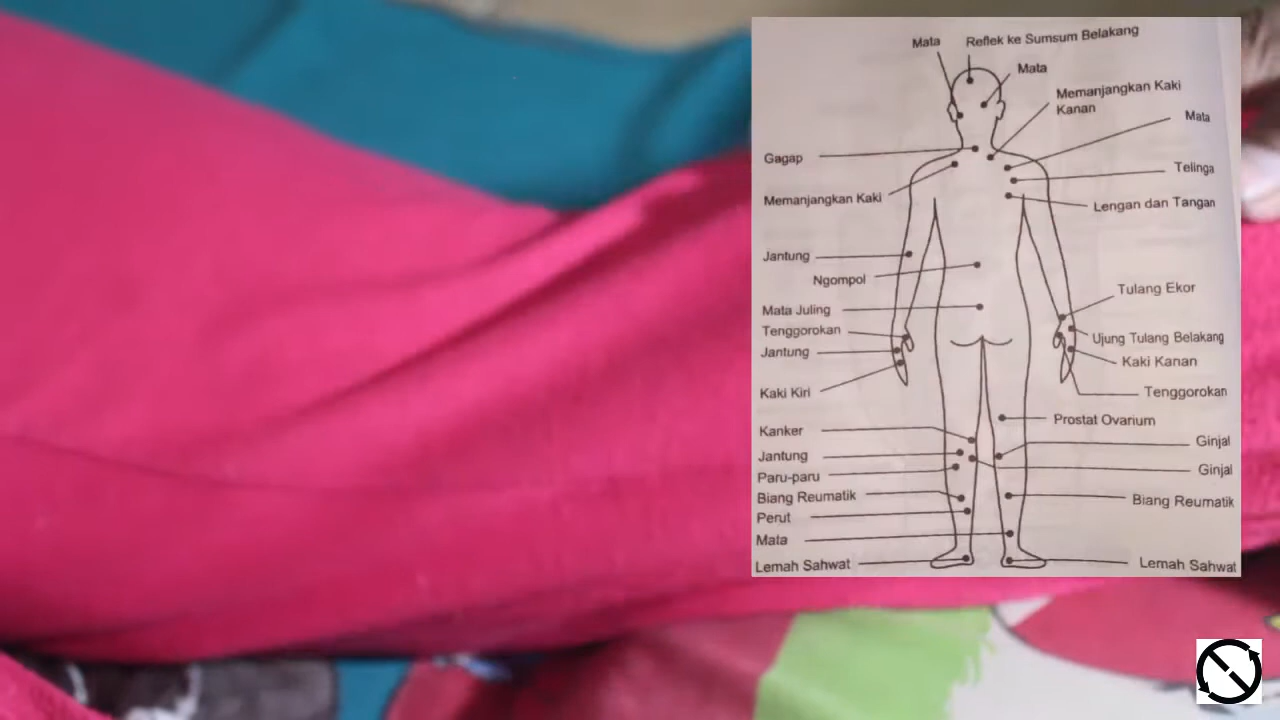 Mata
Reflek ke Sumsum Belakang
Mata
Memanjangkan Kaki
Kanan
Mata
Gagap
Telinga
Memanjangkan Kaki
Lengan dan Tangan
Jantung
Ngompol
Tulang Ekor
Mata Juling
Tenggorokan
Ujung Tulang Belakang
Jantung
Kaki Kanan
Kaki Kiri
Tenggorokan
Prostat Ovarium
Kanker
Ginjal
Jantung
Ginjal
Paru-paru
Biang Reumatik
Biang Reumatik
Perut
Mata
Lemah Sahwat
Lemah Sahwat